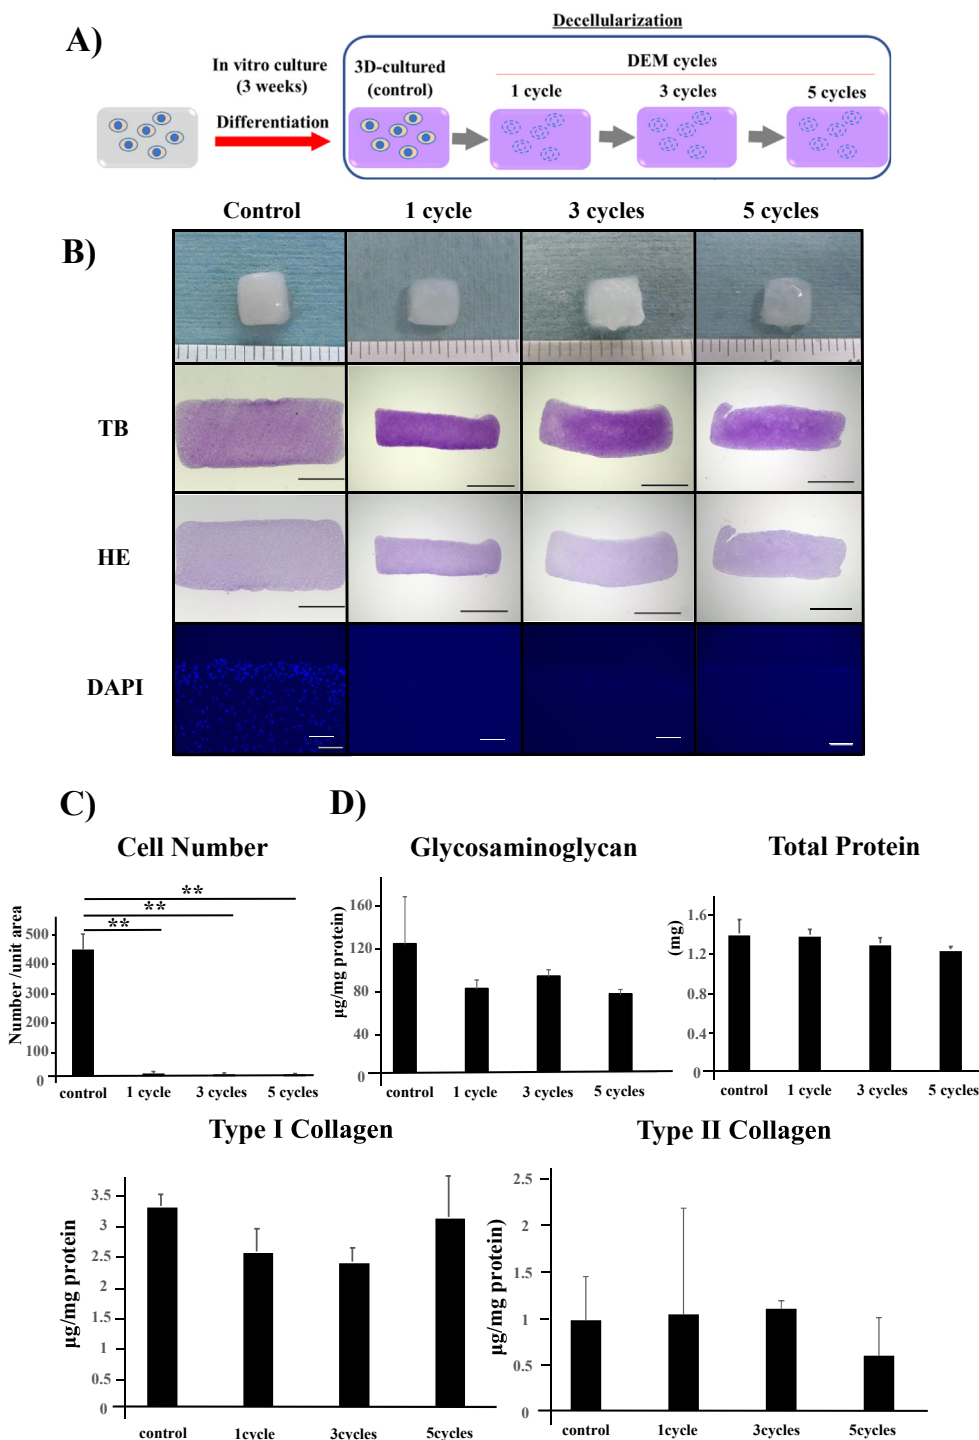 A)
Decellularization
In vitro culture
(3 weeks)
Differentiation
3D-cultured
(control)
DEM cycles
1 cycle
3 cycles
5 cycles
B)
Control
1 cycle
3 cycles
5 cycles
TB
HE
DAPI
C)
Cell Number
**
**
**
Number /unit area
500
400
300
200
100
0
control
1 cycle
3 cycles
5 cycles
D)
Glycosaminoglycan
µg/mg protein)
160
120
80
40
0
control
1 cycle
3 cycles
5 cycles
Total Protein
(mg)
1.6
1.2
0.8
0.4
0
control
1 cycle
3 cycles
5 cycles
Type I Collagen
µg/mg protein
3.5
3
2.5
2
1.5
1
0.5
0
control
1cycle
3cycles
5cycles
Type II Collagen
µg/mg protein)
2.5
2
1.5
1
0.5
0
control
1cycle
3cycles
5cycles